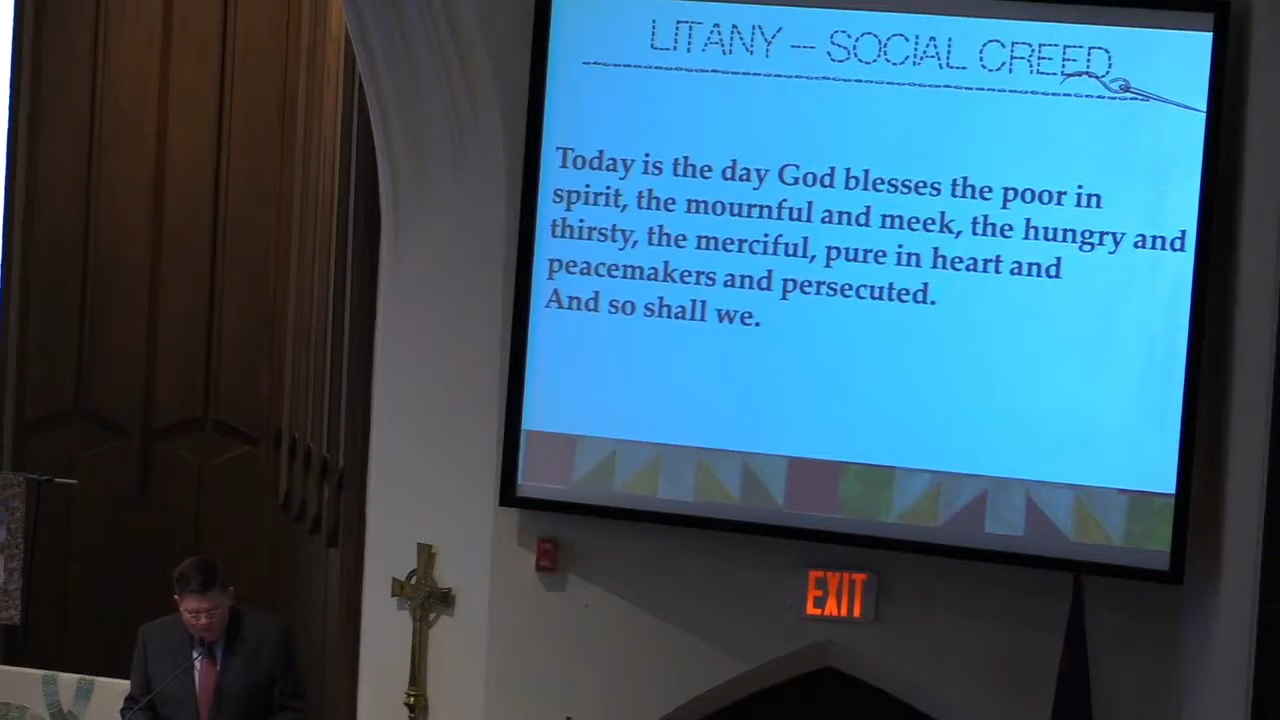 LITANY – SOCIAL CREED
Today is the day God blesses the poor in
spirit, the mournful and meek, the hungry and
thirsty, the merciful, pure in heart and
peacemakers and persecuted.
And so shall we.
EXIT